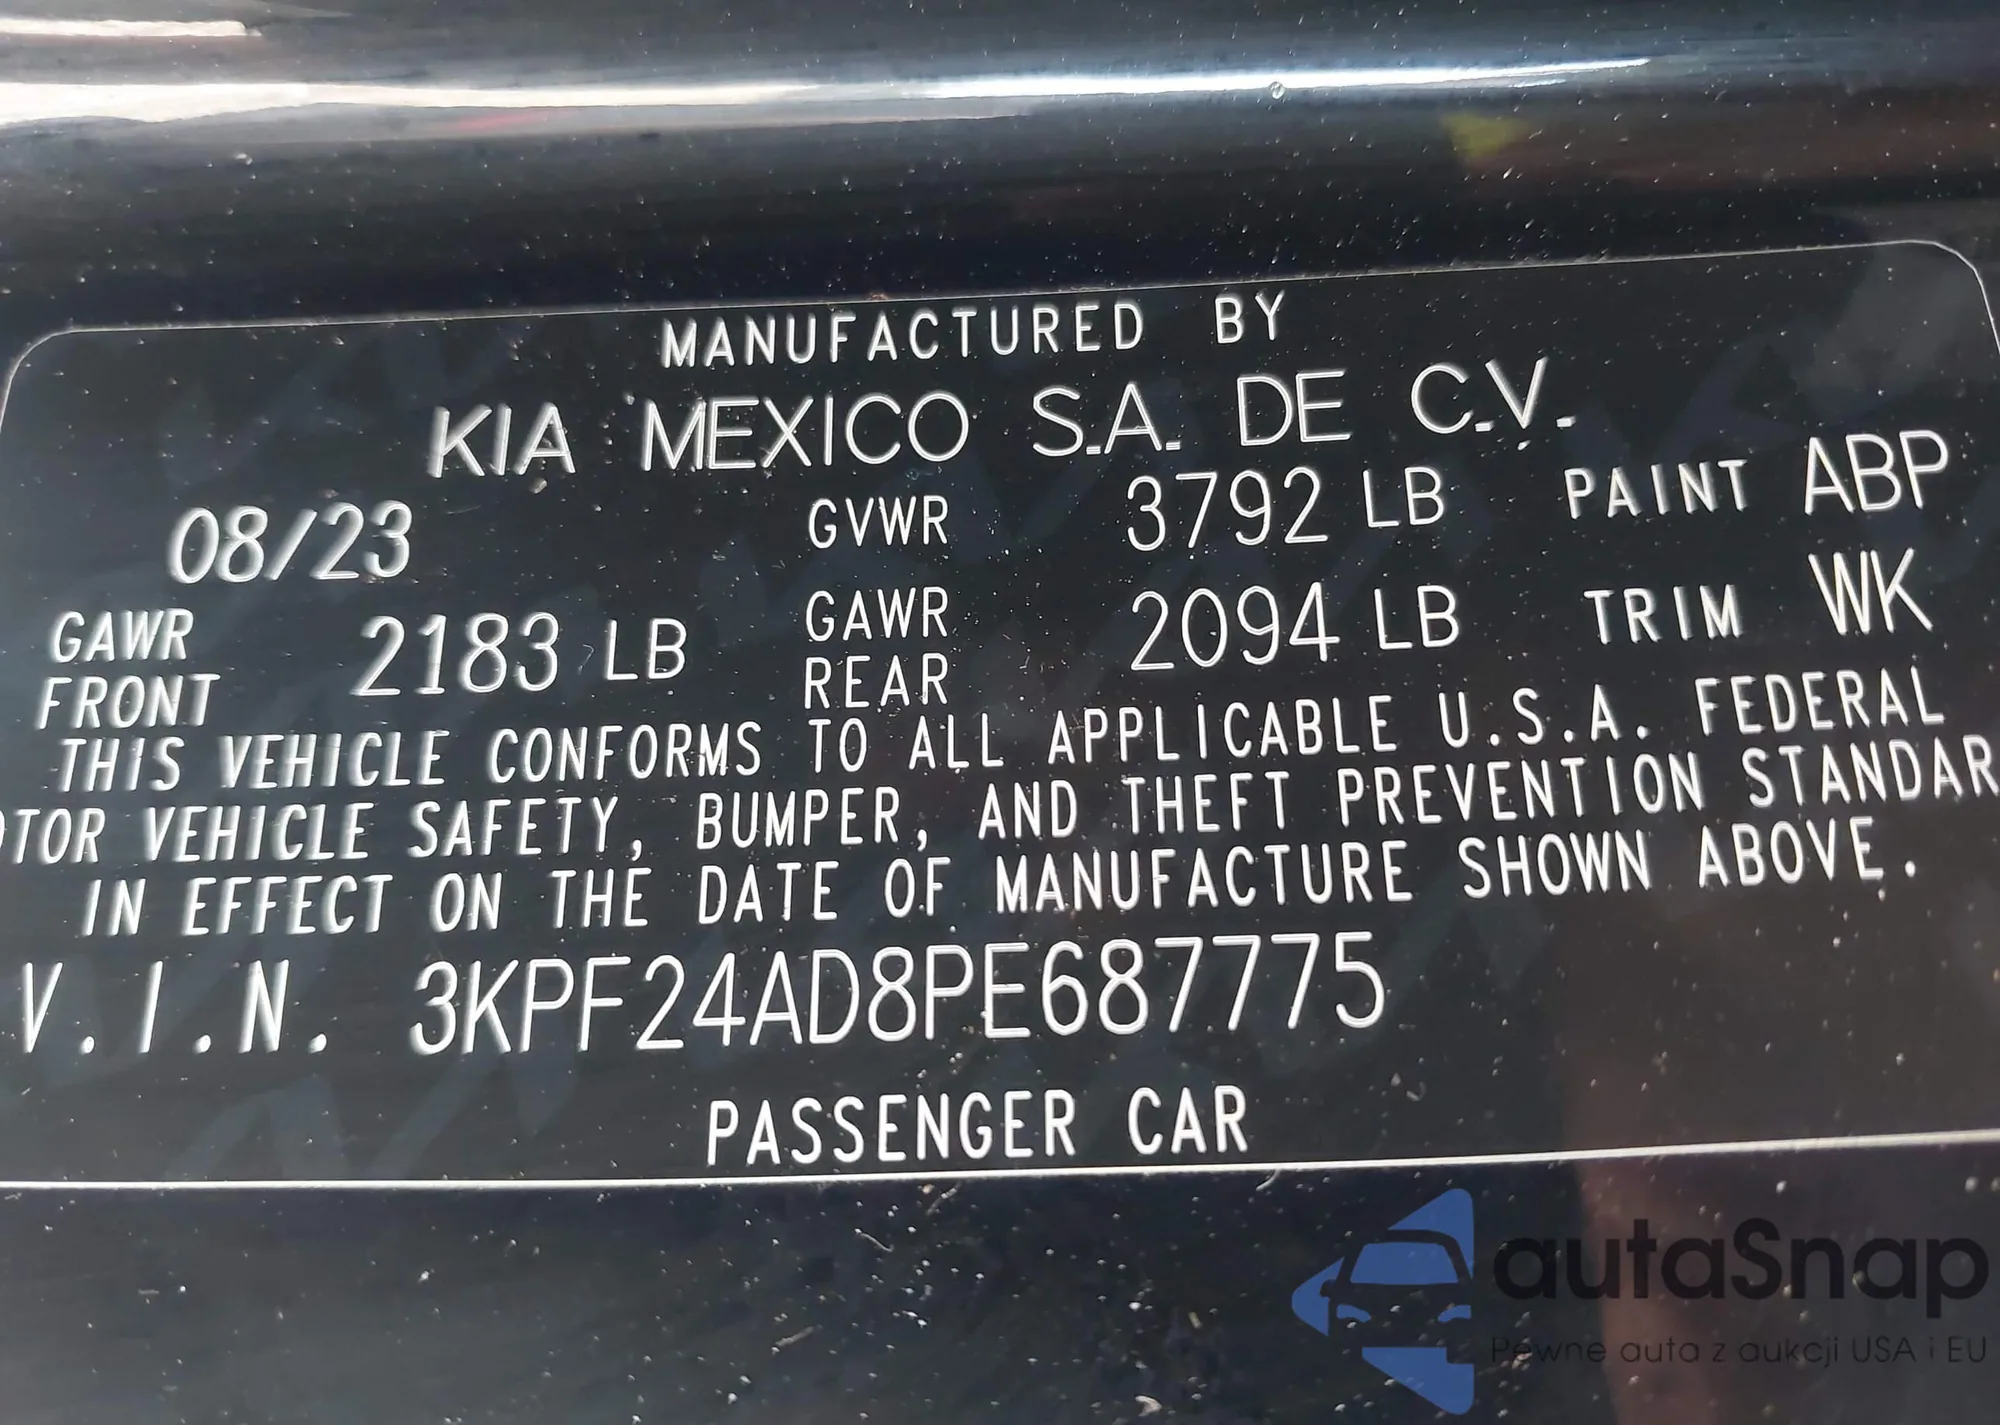 MANUFACTURED BY
KIA MEXICO S.A. DE C.V.
08/23 GVWR 3792 LB PAINT ABP
GAWR FRONT 2183 LB GAWR REAR 2094 LB TRIM WK
THIS VEHICLE CONFORMS TO ALL APPLICABLE U.S.A. FEDERAL
OTOR VEHICLE SAFETY, BUMPER, AND THEFT PREVENTION STANDAR
IN EFFECT ON THE DATE OF MANUFACTURE SHOWN ABOVE.
V.I.N. 3KPF24AD8PE687775
PASSENGER CAR
autaSnap
Pewne auta z aukcji USA i EU